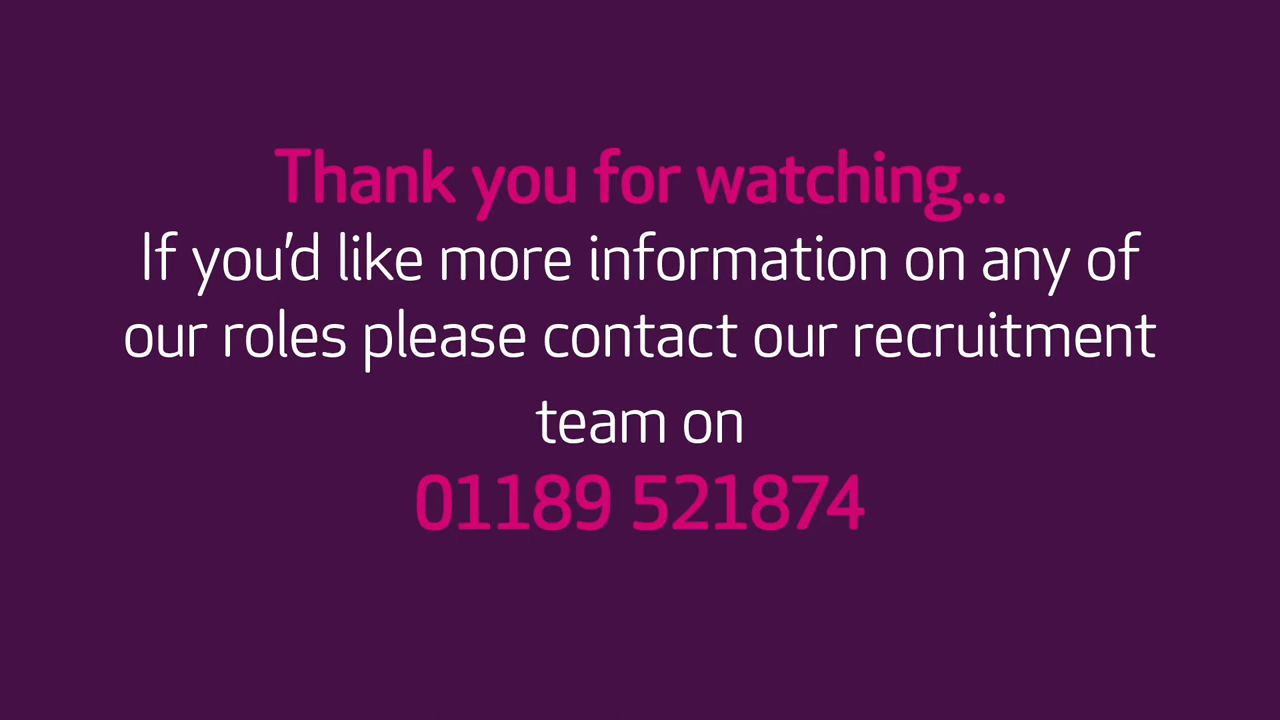 Thank you for watching...
If you’d like more information on any of
our roles please contact our recruitment
team on
01189 521874